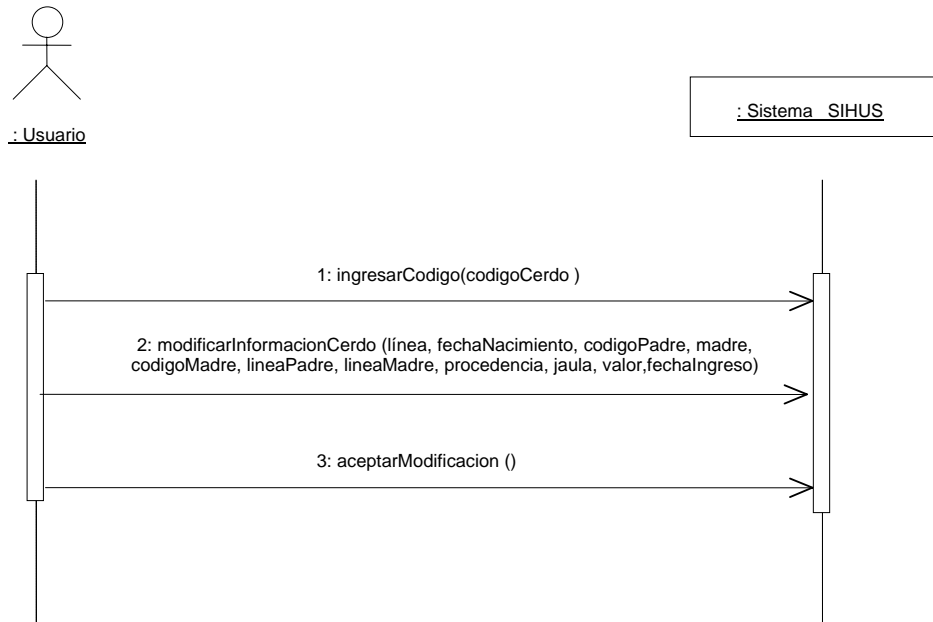 : Usuario
: Sistema SIHUS
1: ingresarCodigo(codigoCerdo )
2: modificarInformacionCerdo (línea, fechaNacimiento, codigoPadre, madre,
codigoMadre, lineaPadre, lineaMadre, procedencia, jaula, valor,fechaIngreso)
3: aceptarModificacion ()